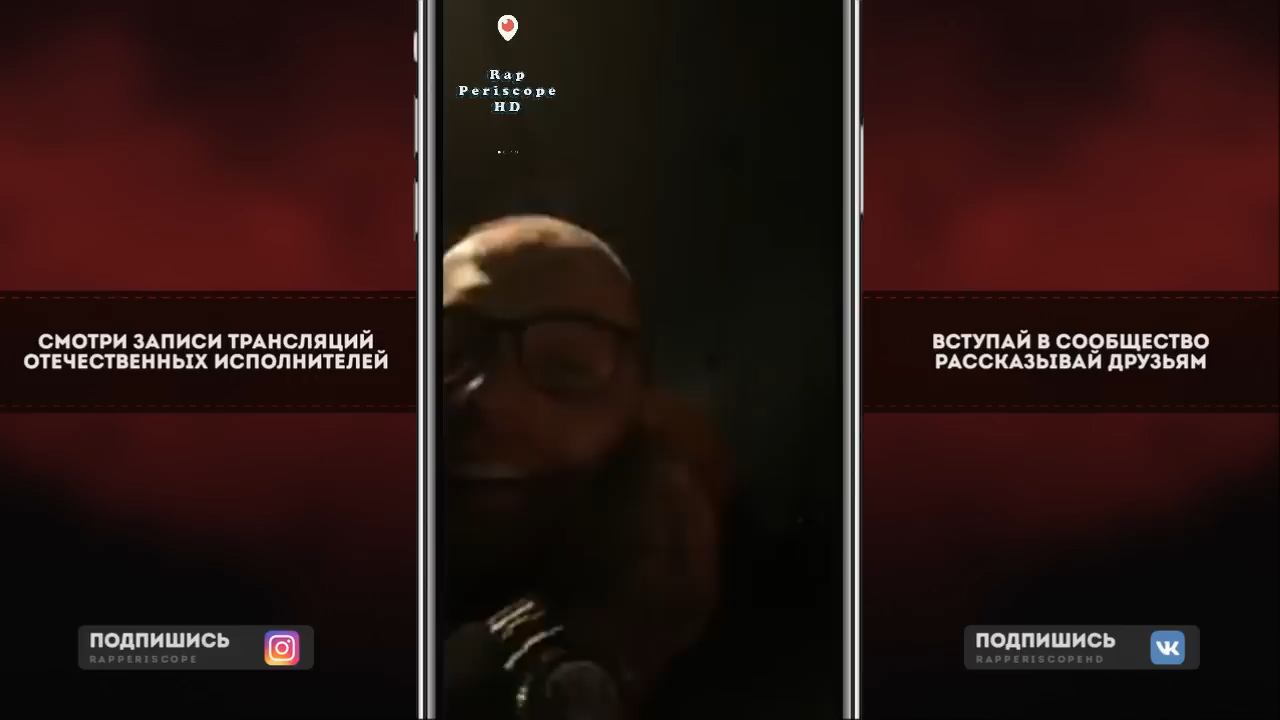 Rap
Periscope
HD
СМОТРИ ЗАПИСИ ТРАНСЛЯЦИЙ
ОТЕЧЕСТВЕННЫХ ИСПОЛНИТЕЛЕЙ
ВСТУПАЙ В СООБЩЕСТВО
РАССКАЗЫВАЙ ДРУЗЬЯМ
ПОДПИШИСЬ
RAPPERISCOPE
ПОДПИШИСЬ
RAPPERISCOPEHD